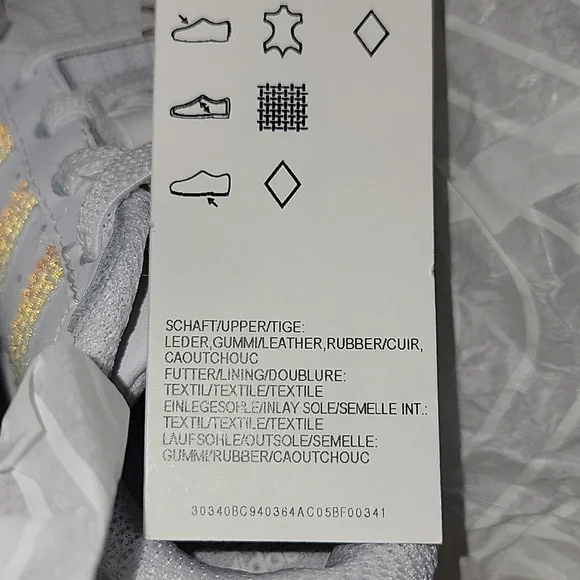 SCHAFT/UPPER/TIGE:
LEDER,GUMMI/LEATHER,RUBBER/CUIR,
CAOUTCHOUC
FUTTER/LINING/DOUBLURE:
TEXTIL/TEXTILE/TEXTILE
EINLEGESOHLE/INLAY SOLE/SEMELLE INT.:
TEXTIL/TEXTILE/TEXTILE
LAUFSOHLE/OUTSOLE/SEMELLE:
GUMMI/RUBBER/CAOUTCHOUC
30340BC940364AC05BF00341